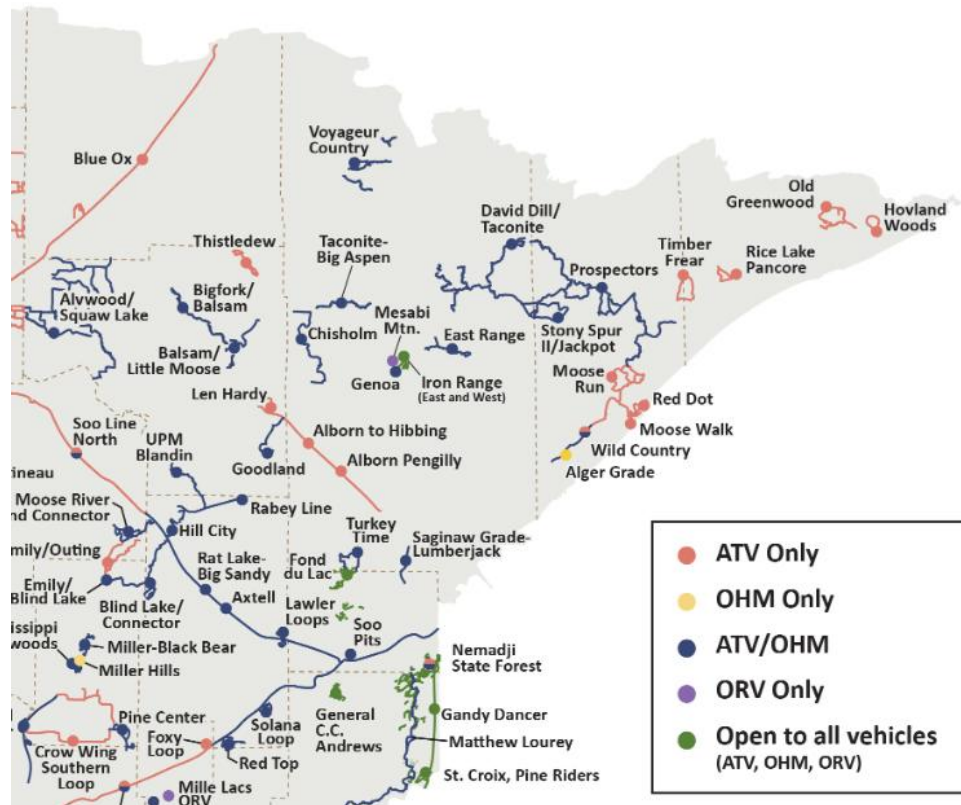 Blue Ox
Voyageur
Country
Old
Greenwood
Hovland
Woods
David Dill/
Taconite
Thistledew
Taconite-
Big Aspen
Timber
Frear
Rice Lake
Pancore
Prospectors
Alvwood/
Squaw Lake
Bigfork/
Balsam
Balsam/
Little Moose
Chisholm
Mesabi
Mtn.
Genoa
East Range
Iron Range
(East and West)
Stony Spur
II/Jackpot
Moose
Run
Red Dot
Moose Walk
Wild Country
Alger Grade
Len Hardy
Alborn to Hibbing
Alborn Pengilly
Goodland
Soo Line
North
UPM
Blandin
tineau
Moose River
nd Connector
Hill City
Rabey Line
mily/Outing
Emily/
Blind Lake
Blind Lake/
Connector
Rat Lake-
Big Sandy
Axtell
Turkey
Time
Fond
du Lac
Saginaw Grade-
Lumberjack
Lawler
Loops
Soo
Pits
issippi
woods
Miller-Black Bear
Miller Hills
Nemadji
State Forest
General
C.C.
Andrews
Gandy Dancer
Matthew Lourey
St. Croix, Pine Riders
Solana
Loop
Red Top
Pine Center
Foxy
Loop
Crow Wing
Southern
Loop
Mille Lacs
ORV
ATV Only
OHM Only
ATV/OHM
ORV Only
Open to all vehicles
(ATV, OHM, ORV)